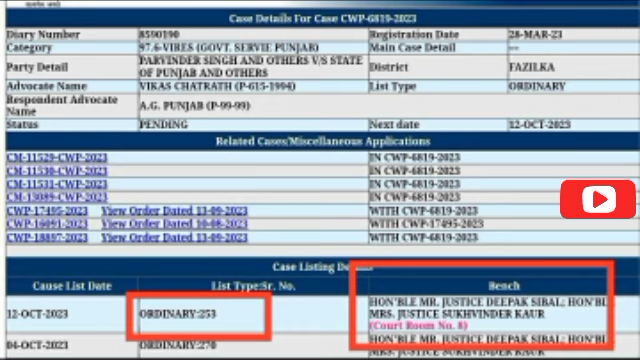 Case Details For Case CWP-6819-2023
Diary Number 8590190 Registration Date 28-MAR-23
Category 97.6-VIRES (GOVT. SERVIE PUNJAB) Main Case Detail ---
Party Detail PARVINDER SINGH AND OTHERS V/S STATE OF PUNJAB AND OTHERS District FAZILKA
Advocate Name VIKAS CHATRATH (P-615-1994) List Type ORDINARY
Respondent Advocate Name A.G. PUNJAB (P-99-99)
Status PENDING Next date 12-OCT-2023
Related Cases/Miscellaneous Applications
CM-11529-CWP-2023 IN CWP-6819-2023
CM-11530-CWP-2023 IN CWP-6819-2023
CM-11531-CWP-2023 IN CWP-6819-2023
CM-13089-CWP-2023 IN CWP-6819-2023
CWP-17495-2023 View Order Dated 13-09-2023 WITH CWP-6819-2023
CWP-16091-2023 View Order Dated 10-08-2023 WITH CWP-17495-2023
CWP-18897-2023 View Order Dated 13-09-2023 WITH CWP-6819-2023
Case Listing Details
Cause List Date List Type:Sr. No. Bench
12-OCT-2023 ORDINARY:253 HON'BLE MR. JUSTICE DEEPAK SIBAL; HON'BL
MRS. JUSTICE SUKHVINDER KAUR
(Court Room No. 8)
04-OCT-2023 ORDINARY:270 HON'BLE MR. JUSTICE DEEPAK SIBAL; HON'BL
MRS. JUSTICE SUKHVINDER KAUR